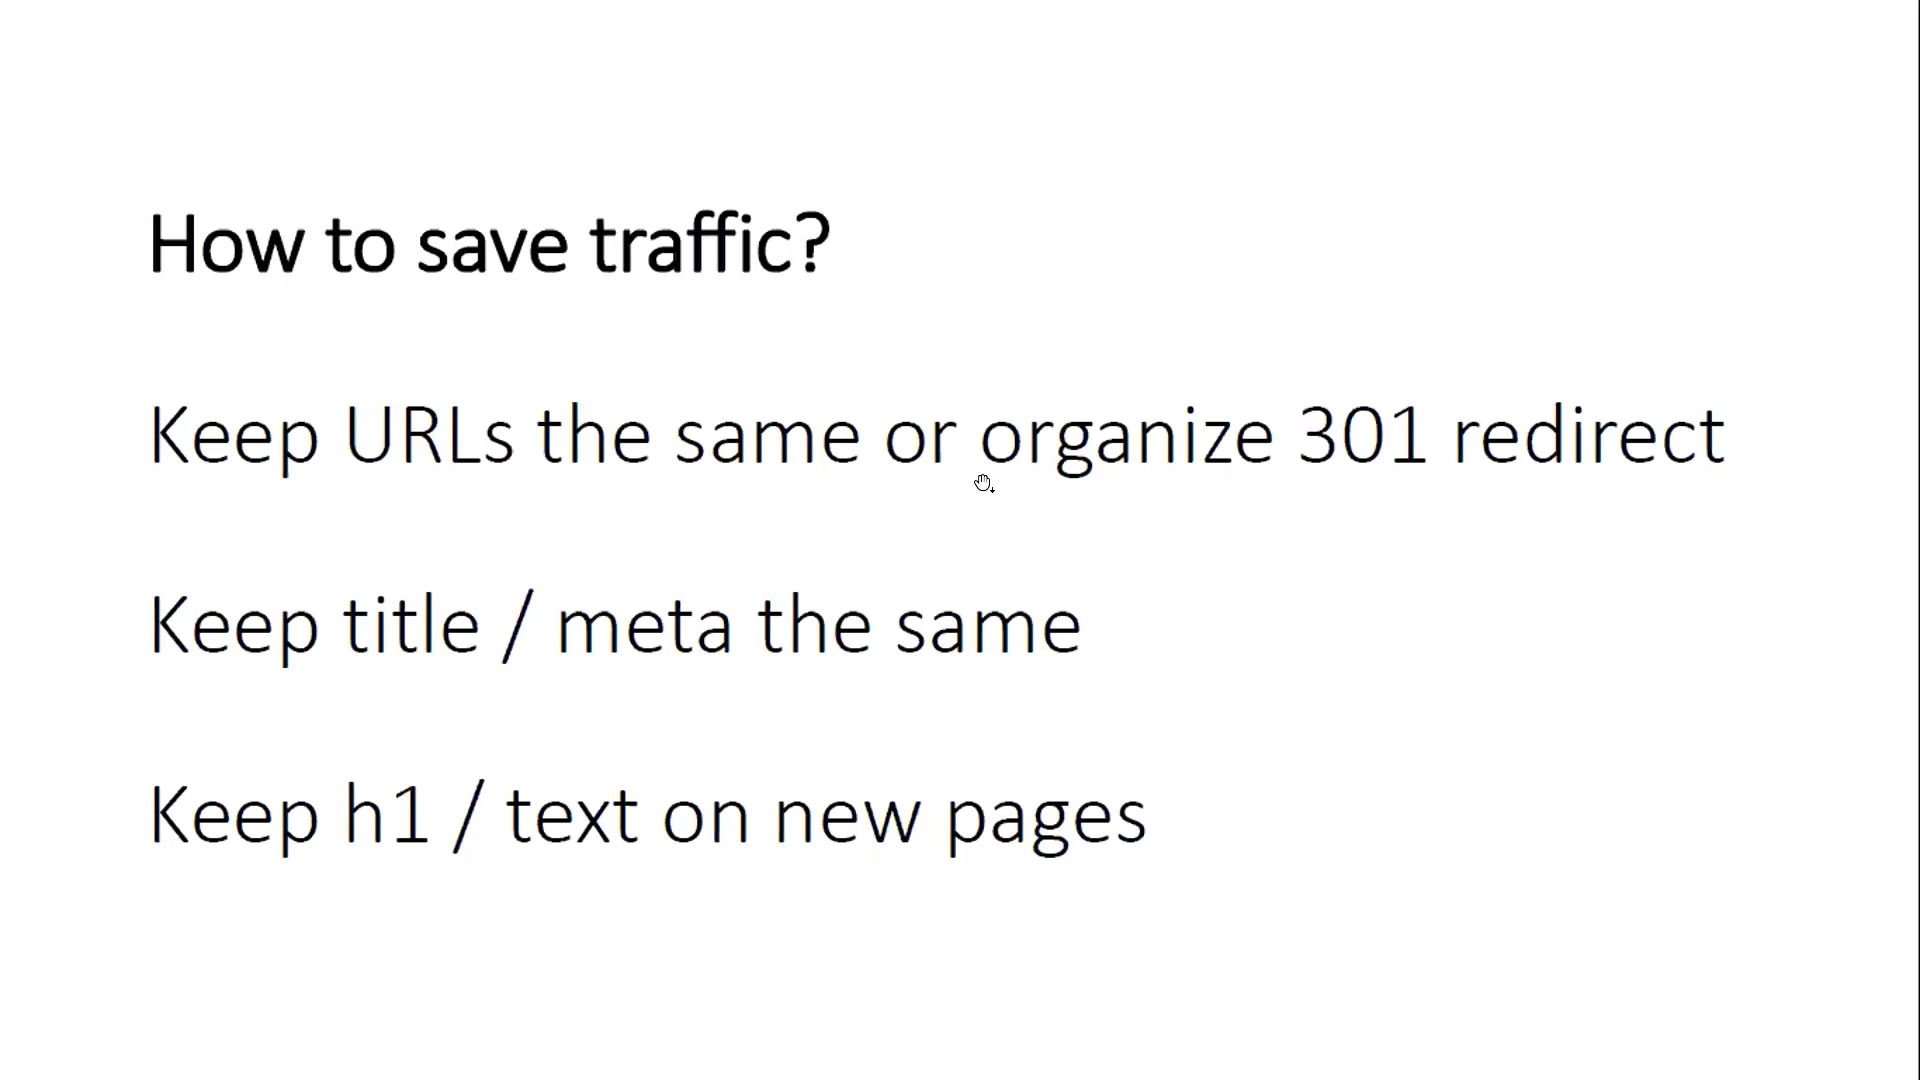 How to save traffic?
Keep URLs the same or organize 301 redirect
Keep title / meta the same
Keep h1 / text on new pages